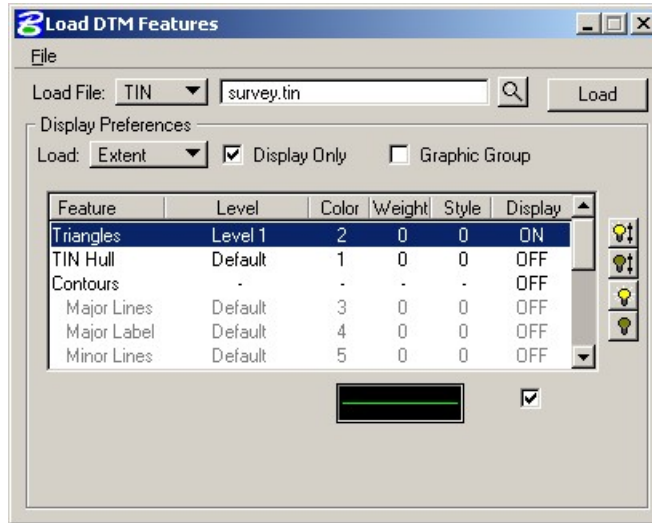 Load DTM Features
File
Load File: TIN survey.tin Load
Display Preferences
Load: Extent Display Only Graphic Group
Feature Level Color Weight Style Display
Triangles Level 1 2 0 0 ON
TIN Hull Default 1 0 0 OFF
Contours - - - - OFF
Major Lines Default 3 0 0 OFF
Major Label Default 4 0 0 OFF
Minor Lines Default 5 0 0 OFF